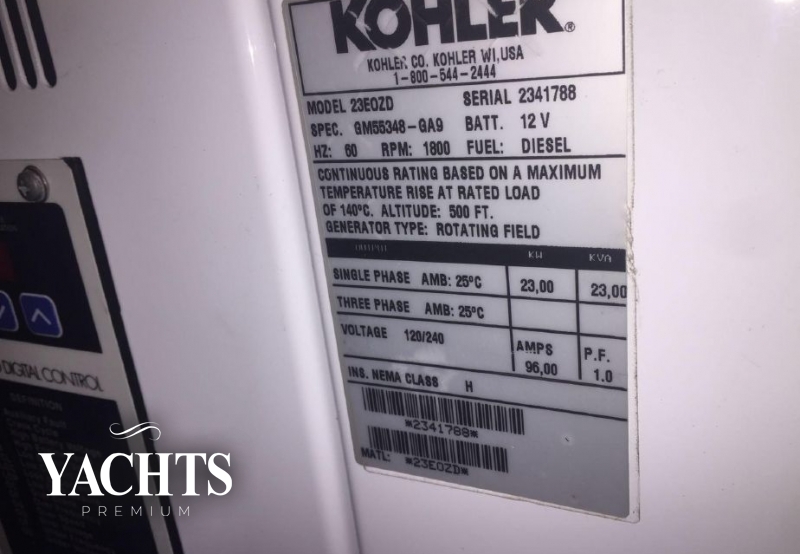 KOHLER®
KOHLER CO. KOHLER WI,USA
1-800-544-2444
MODEL 23EOZD SERIAL 2341788
SPEC. GM55348-GA9 BATT. 12 V
HZ: 60 RPM: 1800 FUEL: DIESEL
CONTINUOUS RATING BASED ON A MAXIMUM
TEMPERATURE RISE AT RATED LOAD
OF 140°C. ALTITUDE: 500 FT.
GENERATOR TYPE: ROTATING FIELD
OUTPUT KW KVA
SINGLE PHASE AMB: 25°C 23,00 23,00
THREE PHASE AMB: 25°C
VOLTAGE 120/240 AMPS P.F.
96,00 1.0
INS. NEMA CLASS H
*2341788*
MATL: *23EOZD*
DIGITAL CONTROL
DEFINITION
Auxiliary Fault
YACHTS
PREMIUM